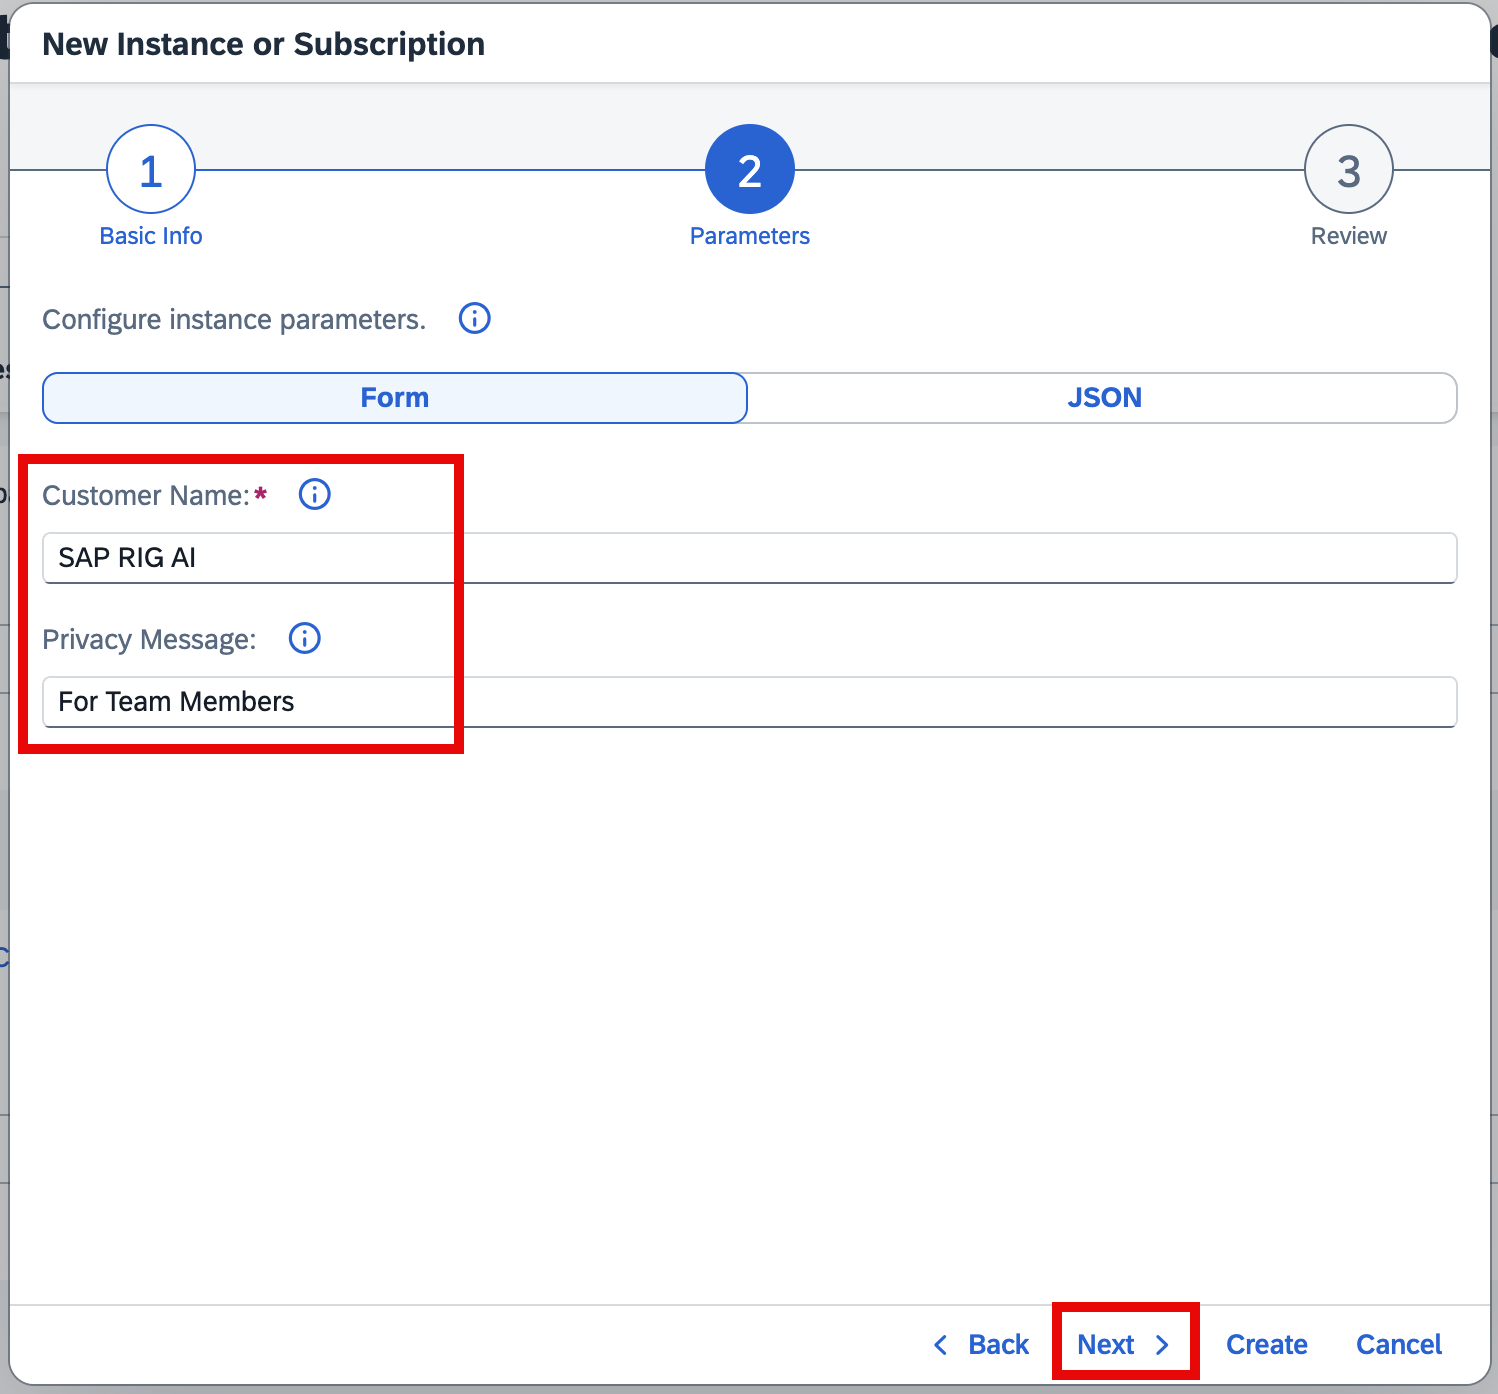 New Instance or Subscription
1
2
3
Basic Info
Parameters
Review
Configure instance parameters.
Form
JSON
Customer Name:*
SAP RIG AI
Privacy Message:
For Team Members
Back
Next
Create
Cancel